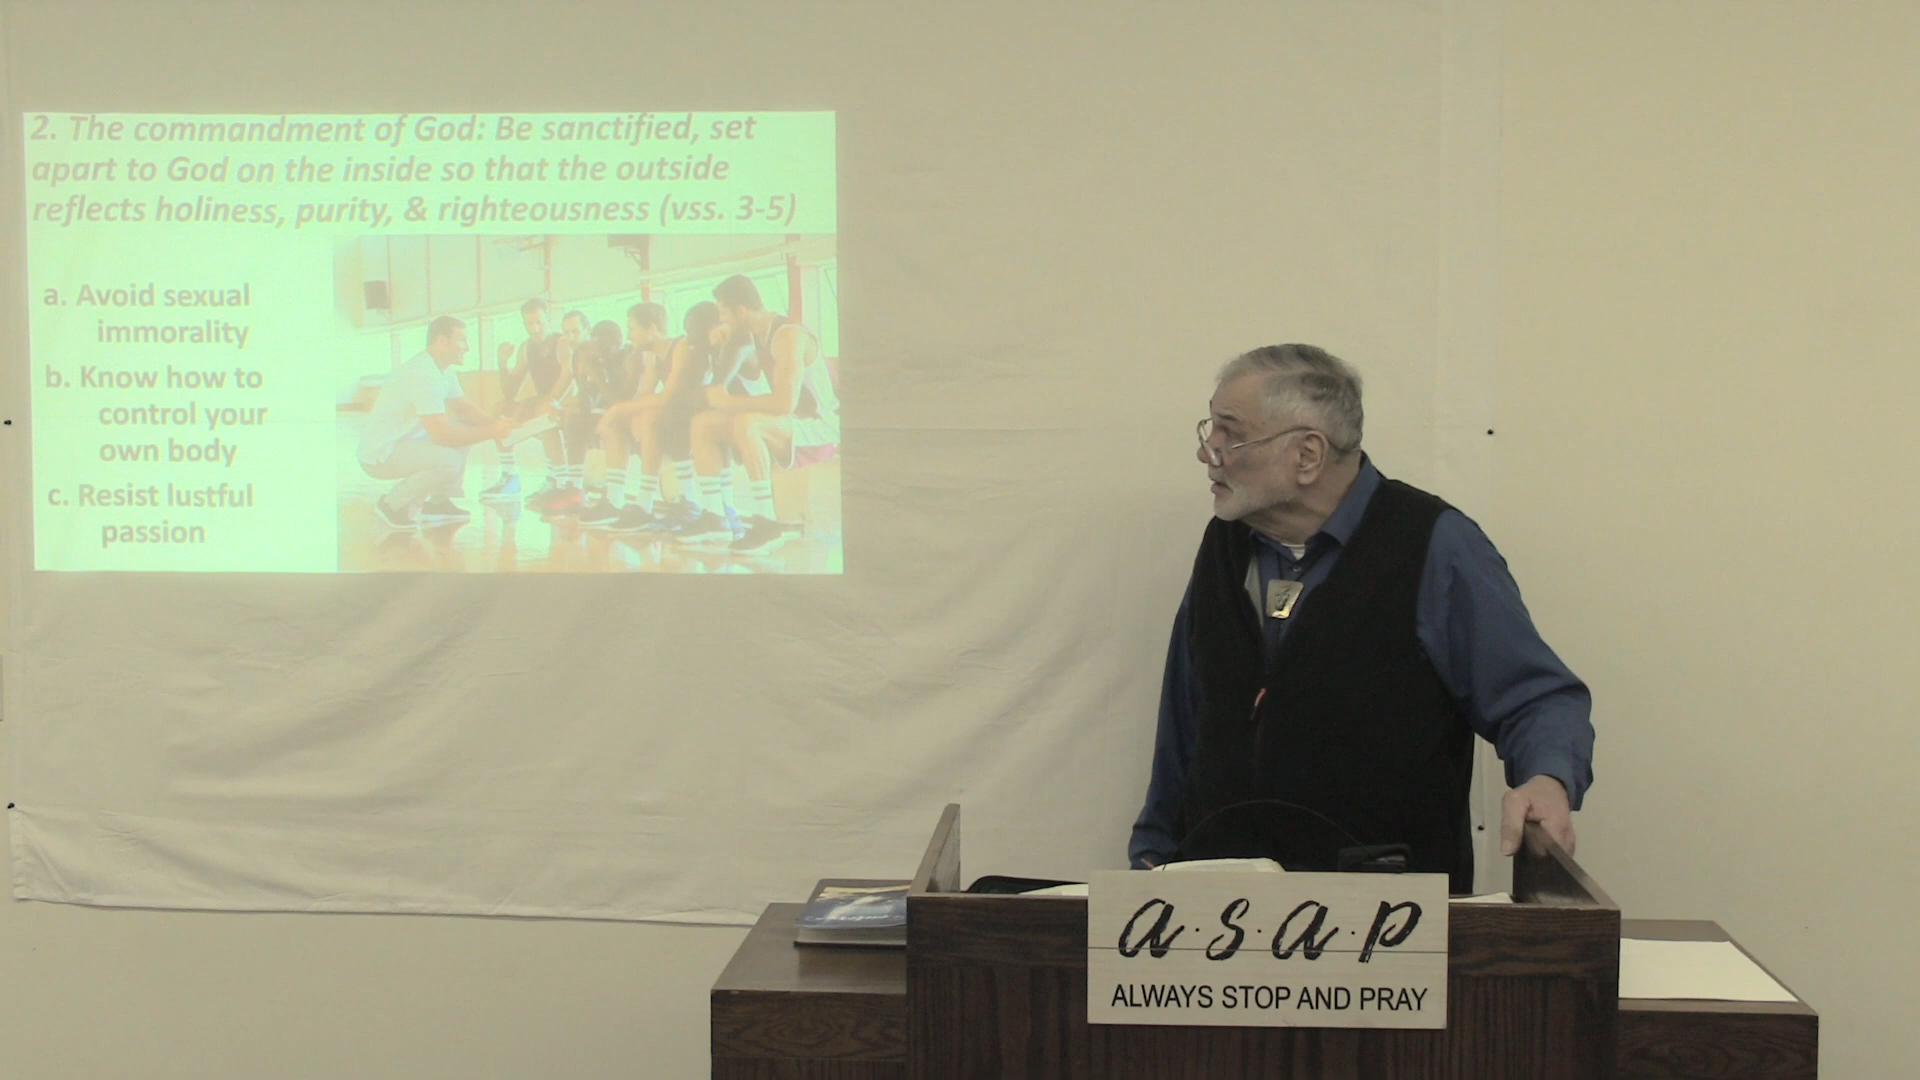 2. The commandment of God: Be sanctified, set
apart to God on the inside so that the outside
reflects holiness, purity, & righteousness (vss. 3-5)
a. Avoid sexual
immorality
b. Know how to
control your
own body
c. Resist lustful
passion
a.s.a.p
ALWAYS STOP AND PRAY